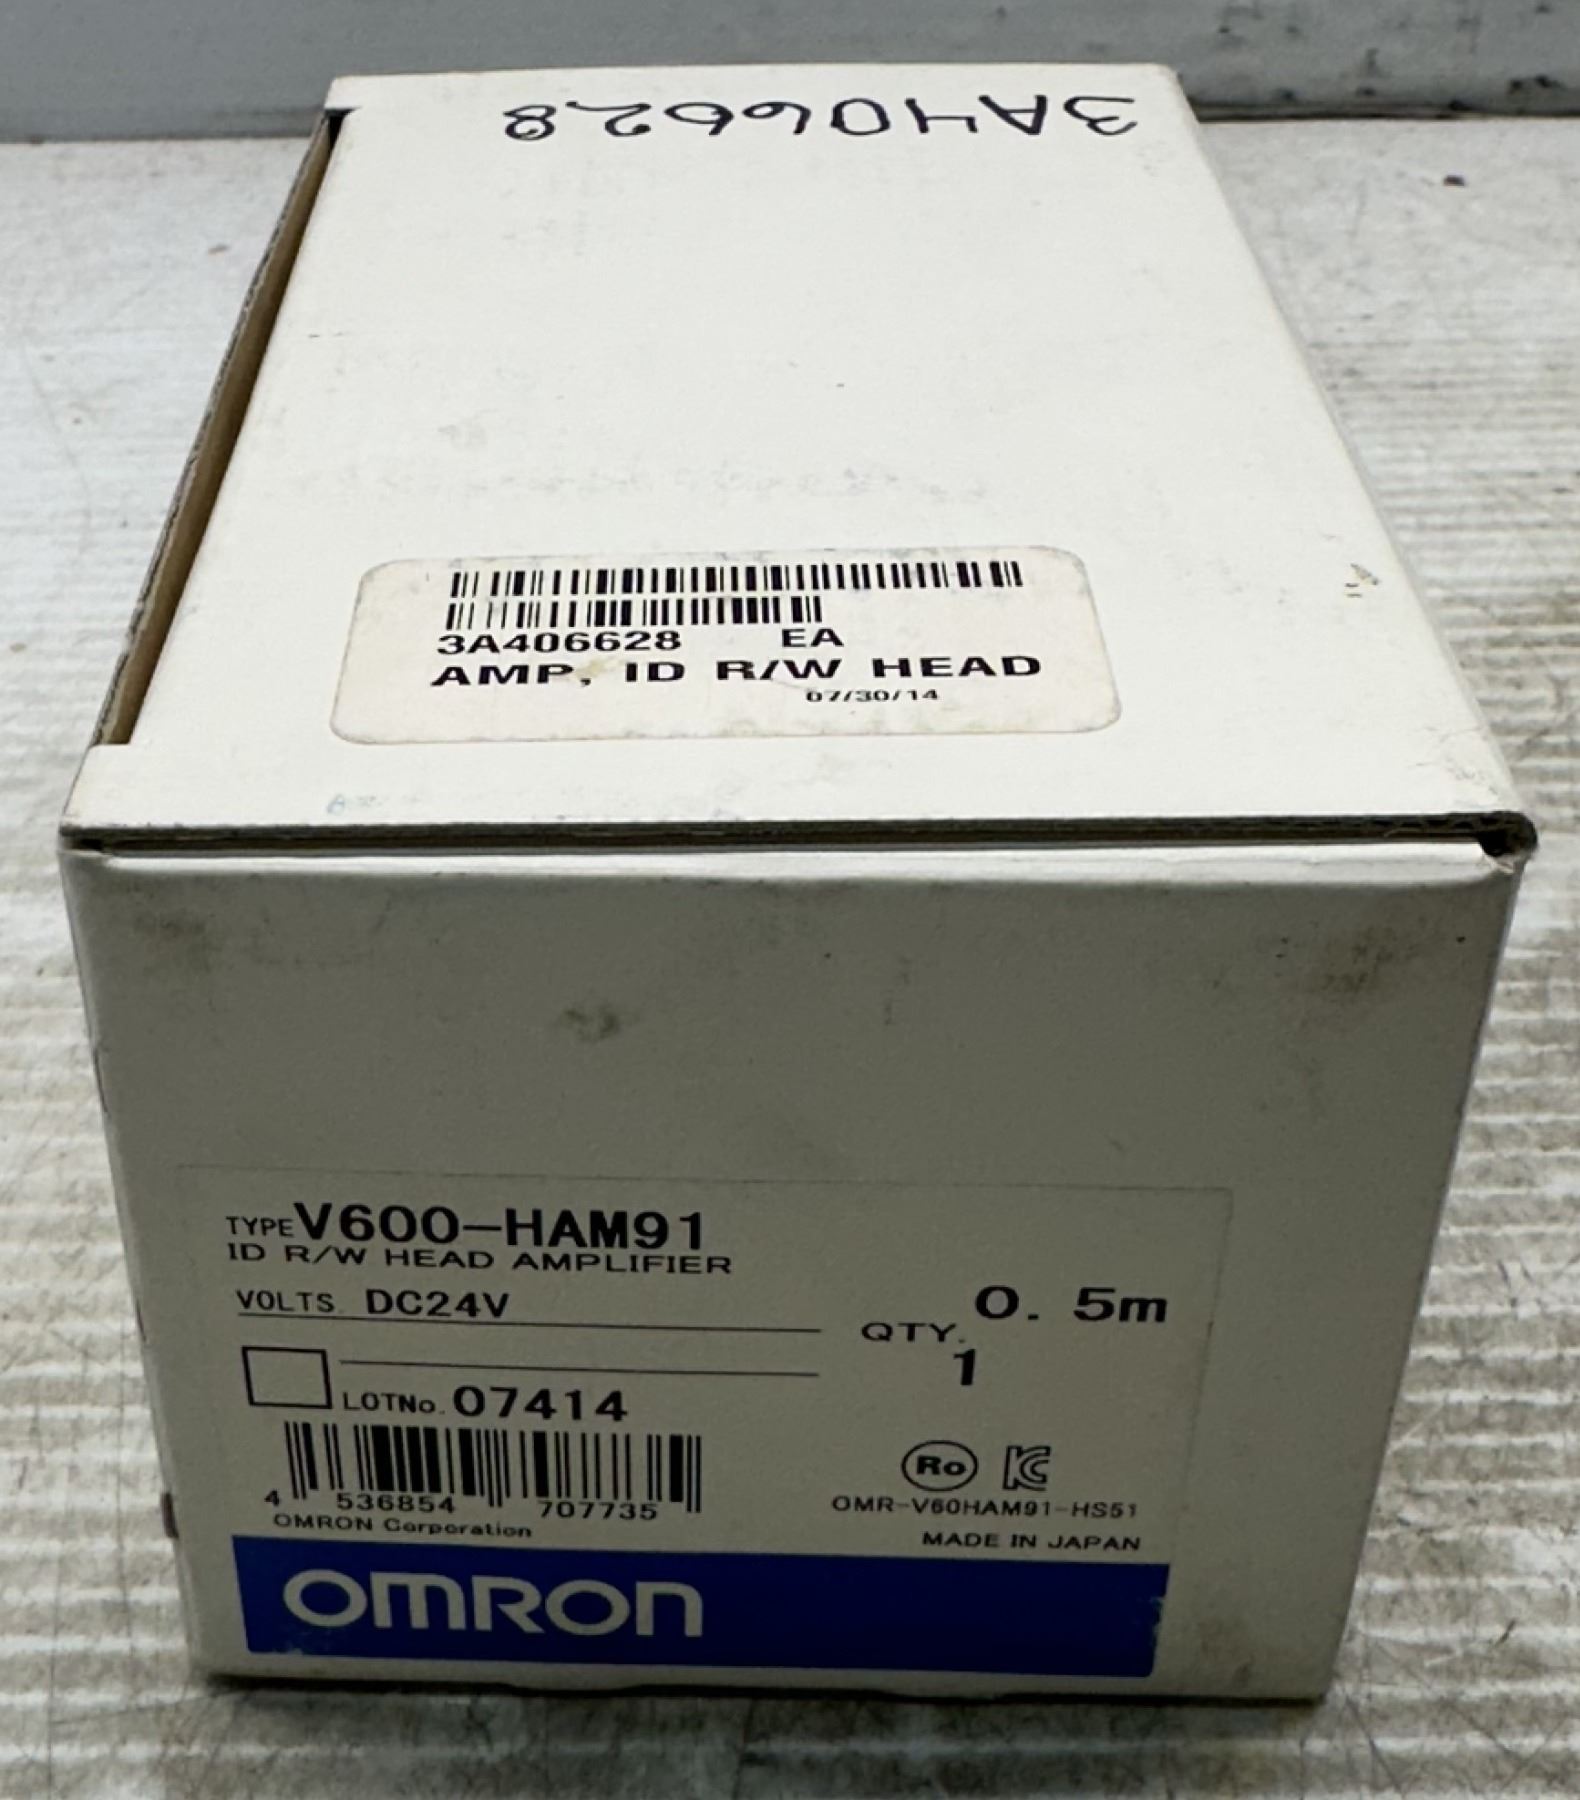 3A406628
3A406628 EA
AMP, ID R/W HEAD
07/30/14
TYPE V600-HAM91
ID R/W HEAD AMPLIFIER
VOLTS. DC24V
0. 5m
QTY.
1
LOTNo. 07414
4 536854 707735
Ro
OMR-V60HAM91-HS51
OMRON Corporation
MADE IN JAPAN
OMRON